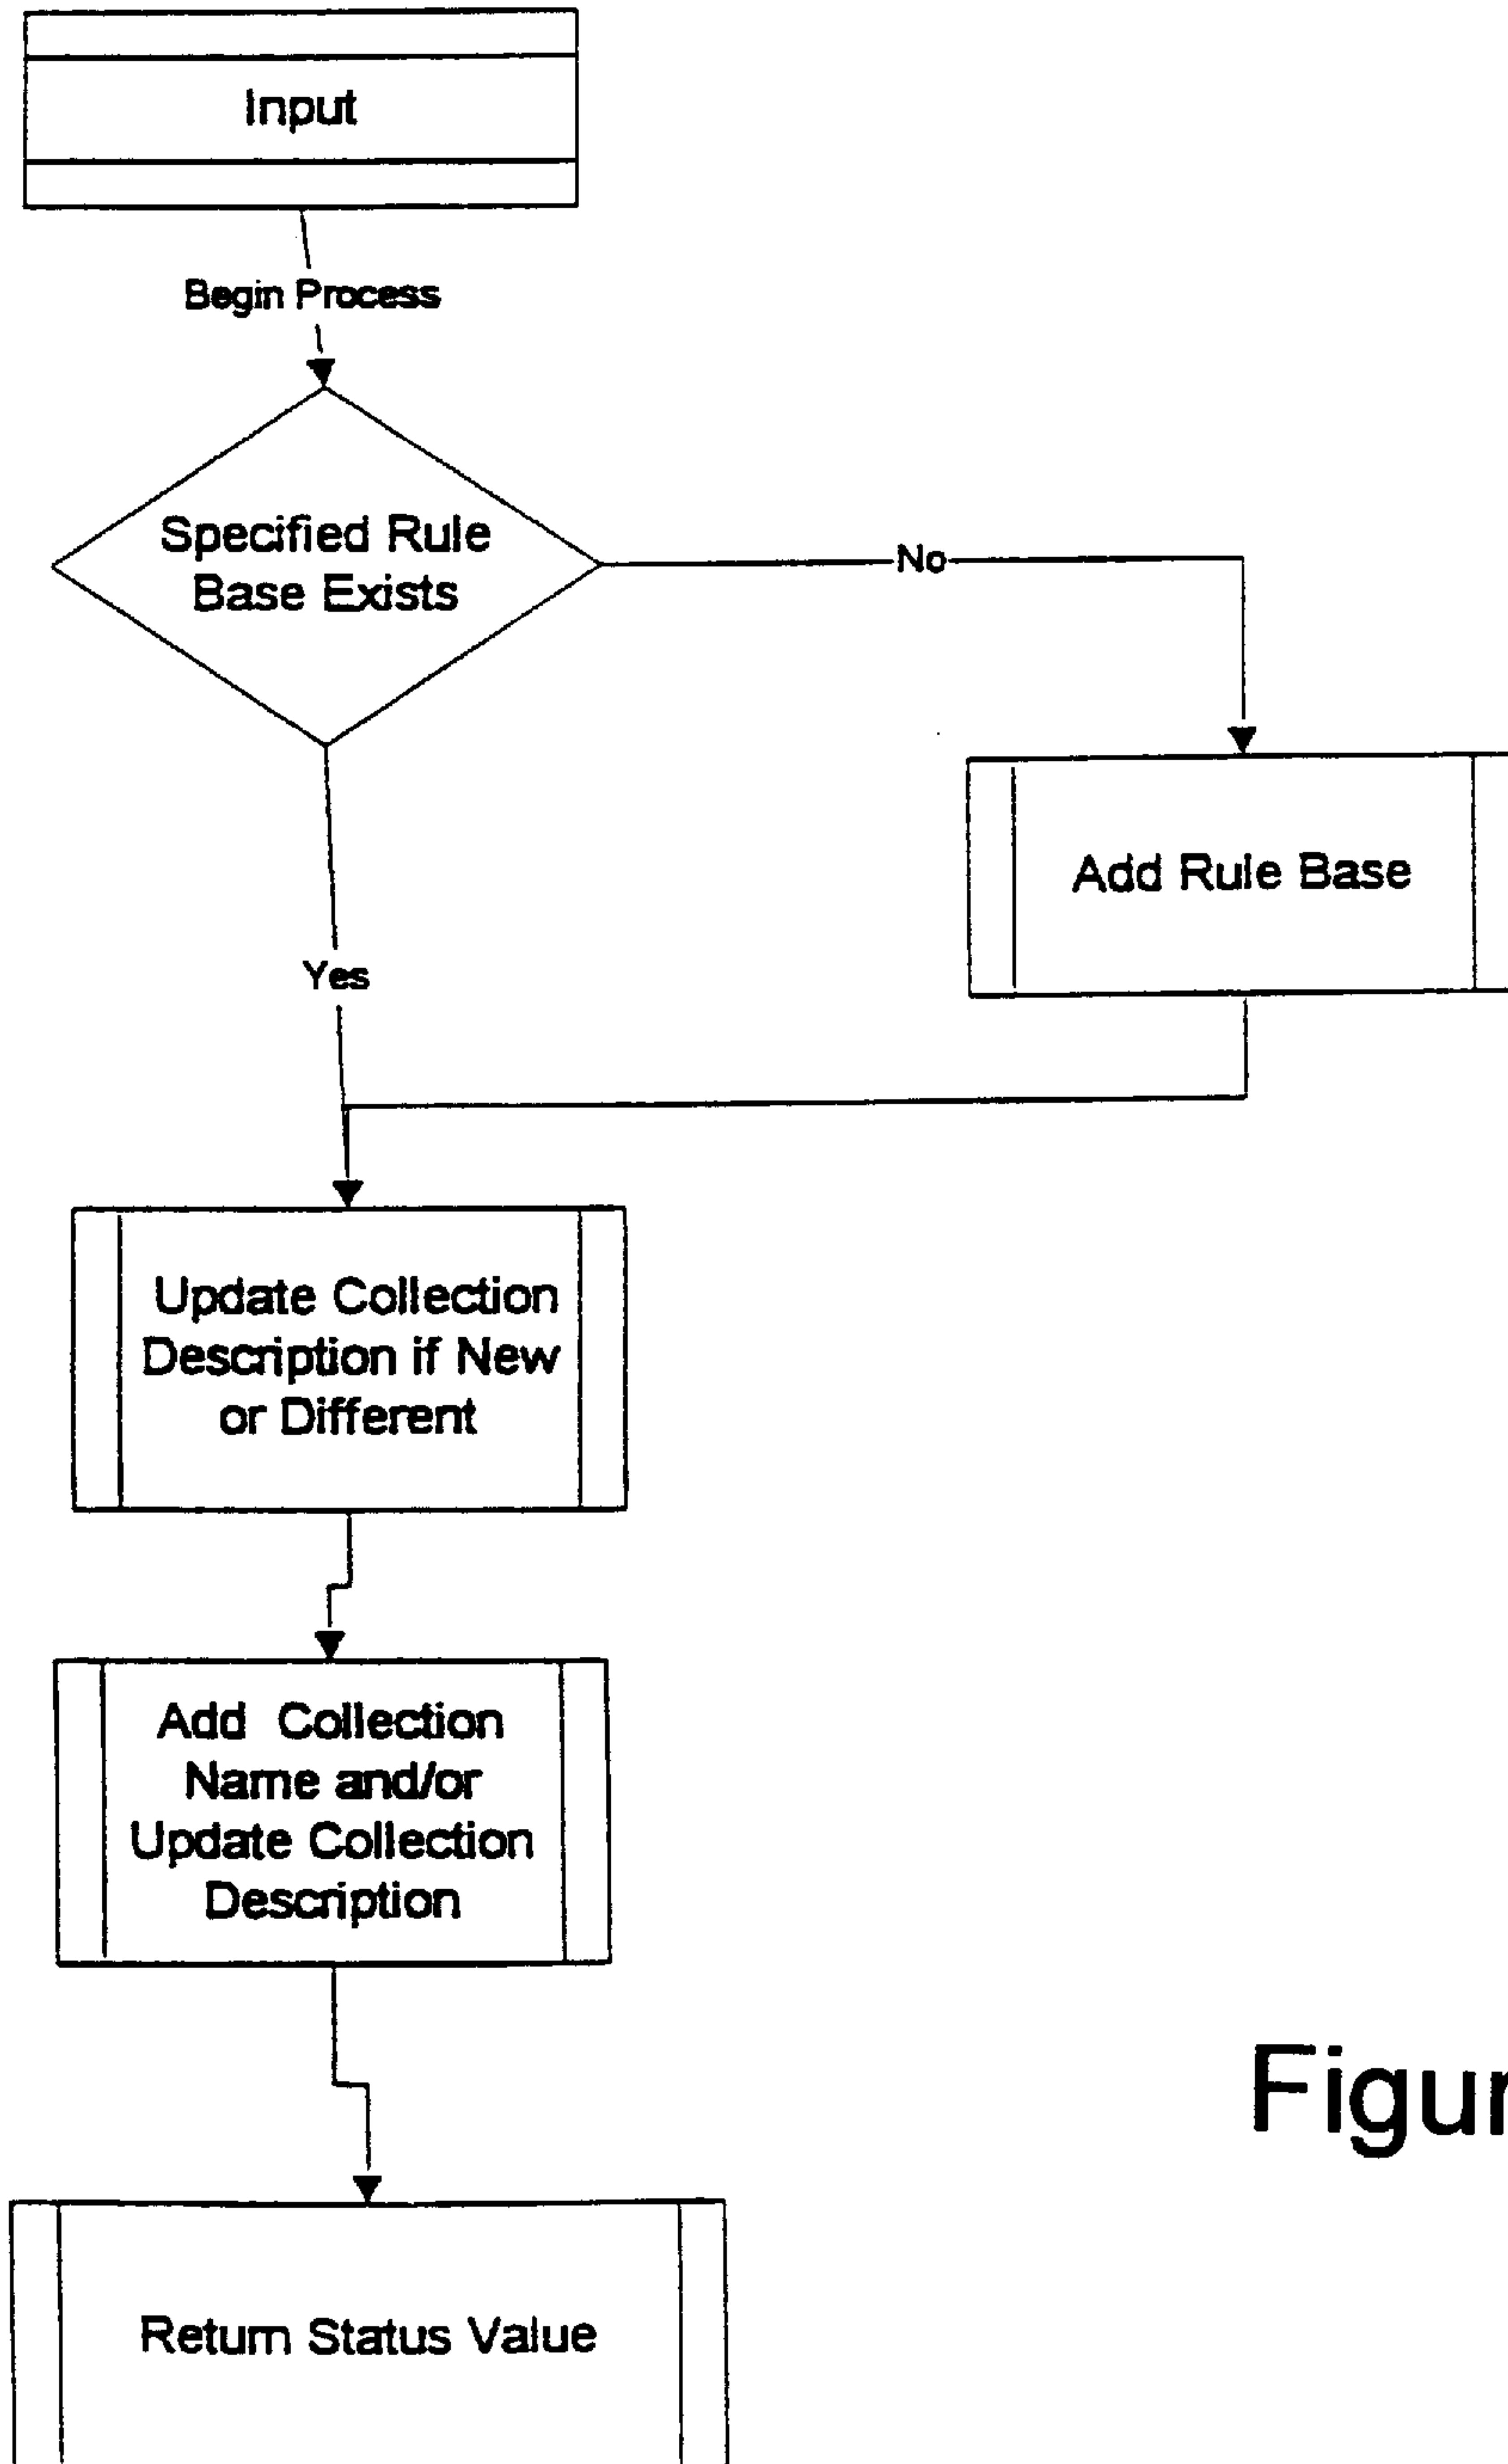 Input
Begin Process
Specified Rule
Base Exists
No
Add Rule Base
Yes
Update Collection
Description if New
or Different
Add Collection
Name and/or
Update Collection
Description
Return Status Value
Figur